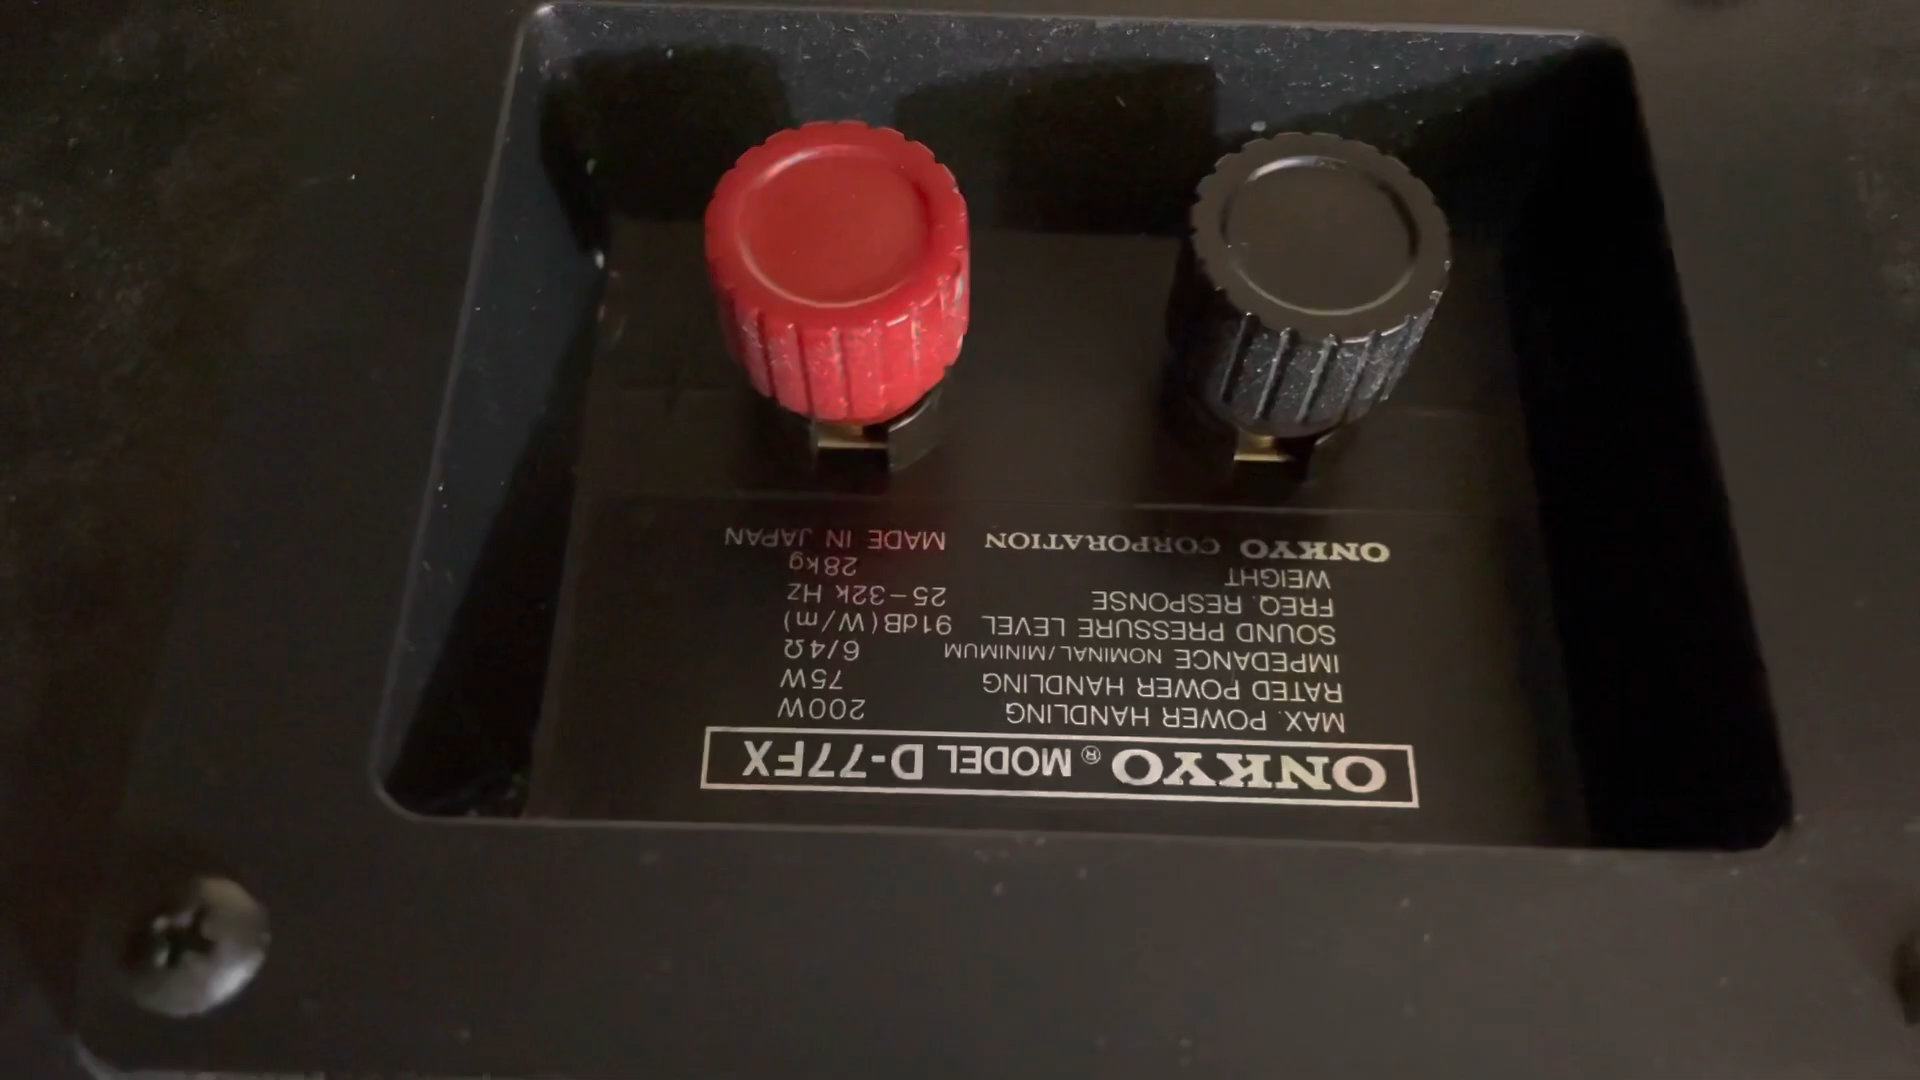 ONKYO® MODEL D-77FX
MAX. POWER HANDLING 200W
RATED POWER HANDLING 75W
IMPEDANCE NOMINAL/MINIMUM 6/4Ω
SOUND PRESSURE LEVEL 91dB(W/m)
FREQ. RESPONSE 25-32k HZ
WEIGHT 28kg
ONKYO CORPORATION MADE IN JAPAN